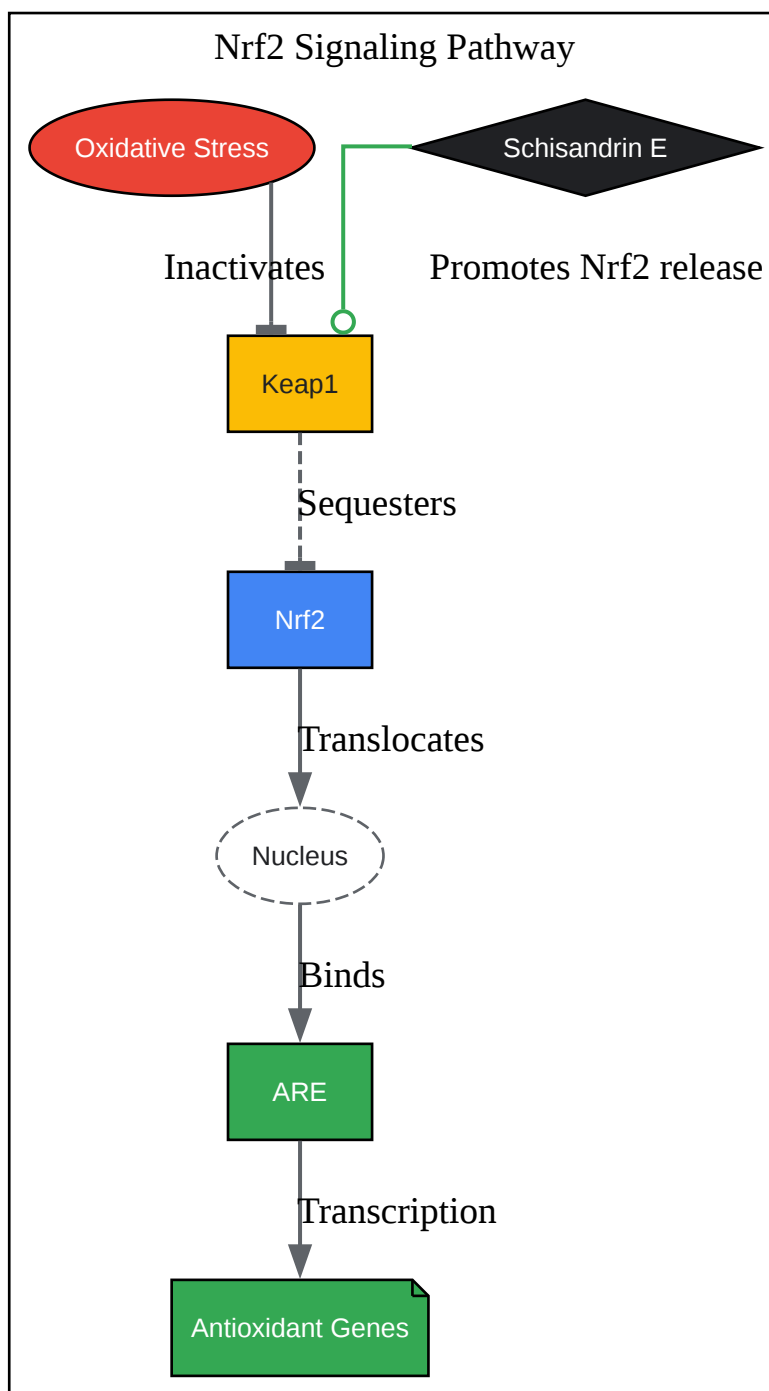 Nrf2 Signaling Pathway
Oxidative Stress
Schisandrin E
Inactivates
Promotes Nrf2 release
Keap1
Sequesters
Nrf2
Translocates
Nucleus
Binds
ARE
Transcription
Antioxidant Genes